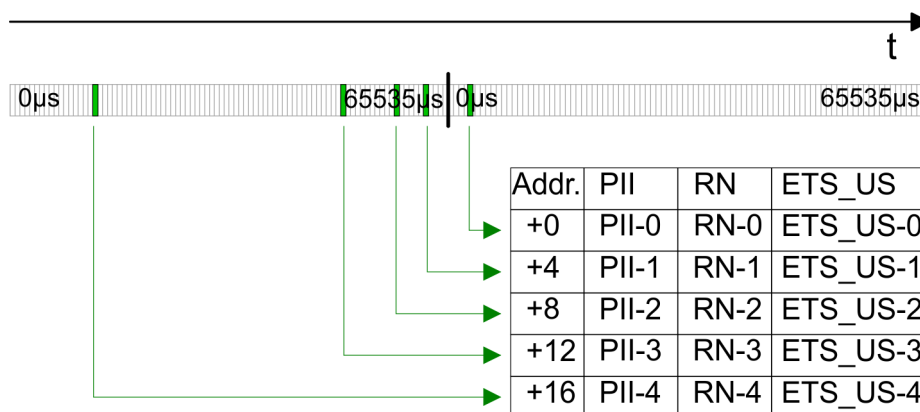 t
0µs 65535µs 0µs 65535µs
Addr. PII RN ETS_US
+0 PII-0 RN-0 ETS_US-0
+4 PII-1 RN-1 ETS_US-1
+8 PII-2 RN-2 ETS_US-2
+12 PII-3 RN-3 ETS_US-3
+16 PII-4 RN-4 ETS_US-4